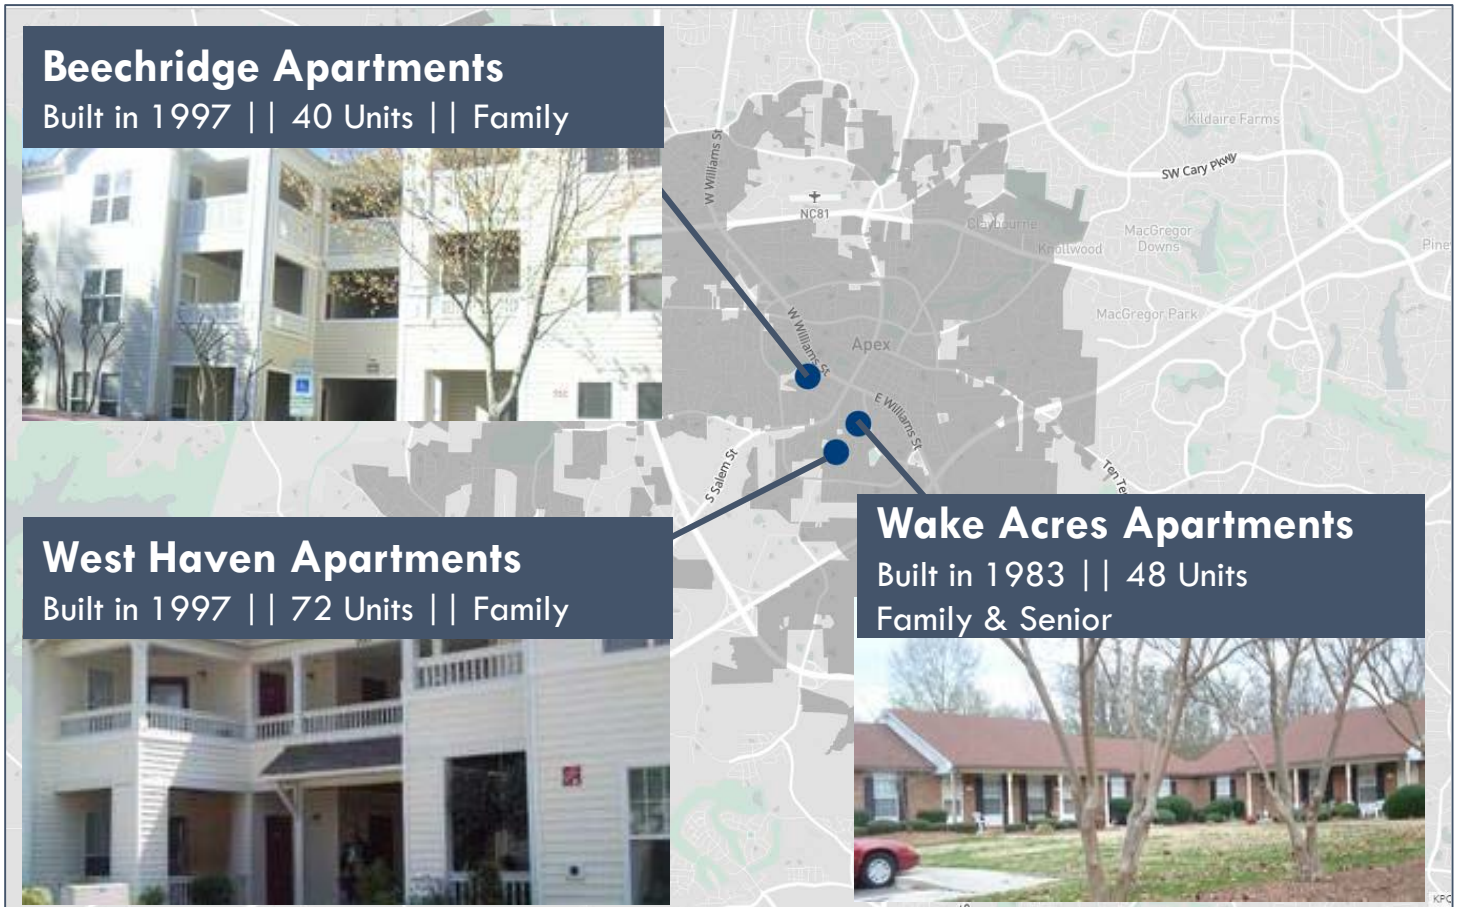 Beechridge Apartments
Built in 1997 || 40 Units || Family
Kildaire Farms
SW Cary Pkwy
W Williams St
NC81
Claybourne
Knollwood
MacGregor
Downs
MacGregor Park
W Williams St
Apex
E Williams St
S Salem St
West Haven Apartments
Built in 1997 || 72 Units || Family
Wake Acres Apartments
Built in 1983 || 48 Units
Family & Senior